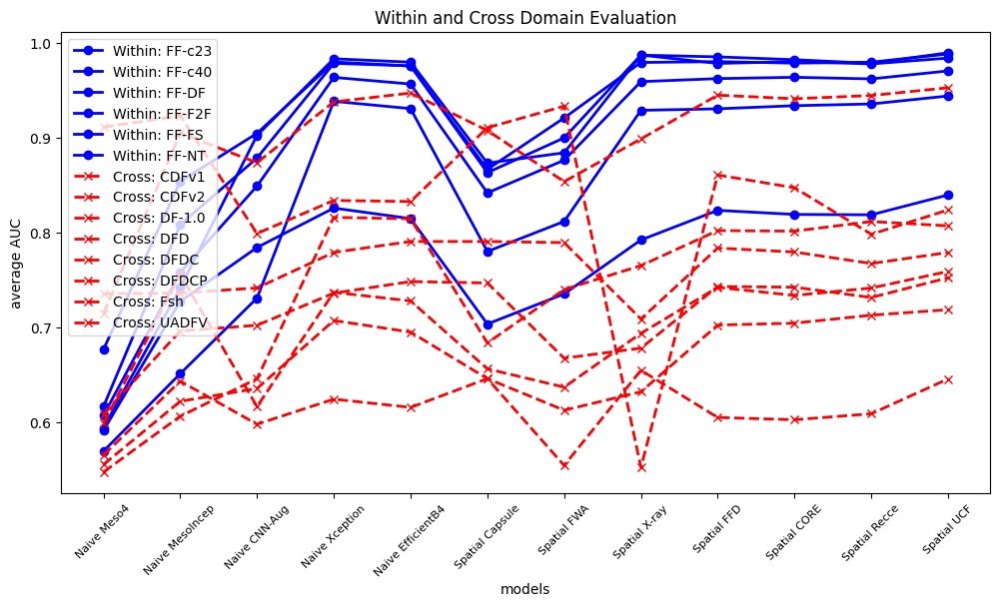 Within and Cross Domain Evaluation
1.0
0.9
0.8
0.7
0.6
average AUC
Within: FF-c23
Within: FF-c40
Within: FF-DF
Within: FF-F2F
Within: FF-FS
Within: FF-NT
Cross: CDFv1
Cross: CDFv2
Cross: DF-1.0
Cross: DFD
Cross: DFDC
Cross: DFDCP
Cross: Fsh
Cross: UADFV
Naive Meso4
Naive MesoIncep
Naive CNN-Aug
Naive Xception
Naive EfficientB4
Spatial Capsule
Spatial FWA
Spatial X-ray
Spatial FFD
Spatial CORE
Spatial Recce
Spatial UCF
models